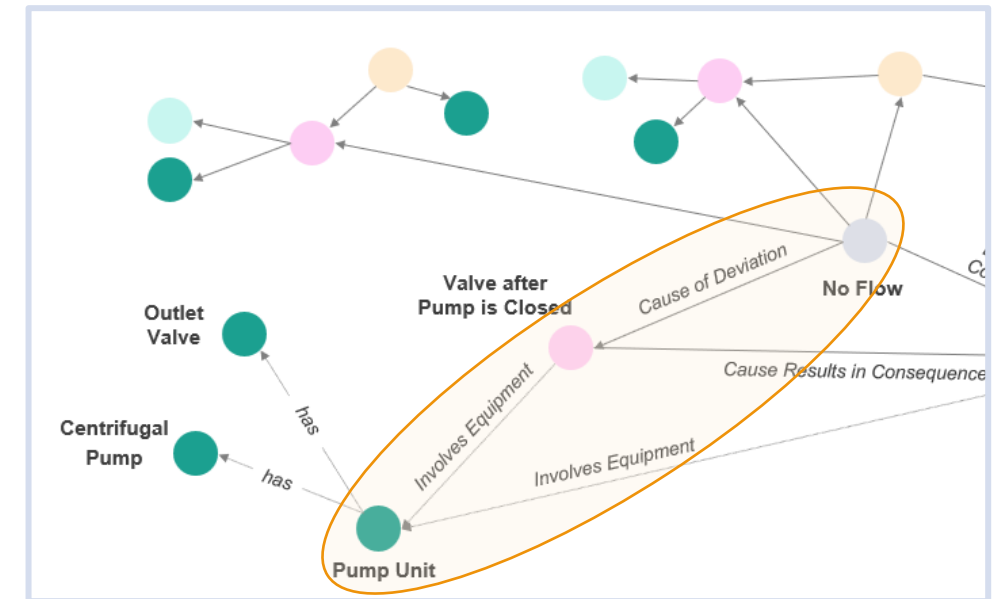 Cause of Deviation
Co
No Flow
Valve after
Pump is Closed
Outlet
Valve
Cause Results in Consequence
Involves Equipment
has
Centrifugal
Pump
has
Involves Equipment
Pump Unit